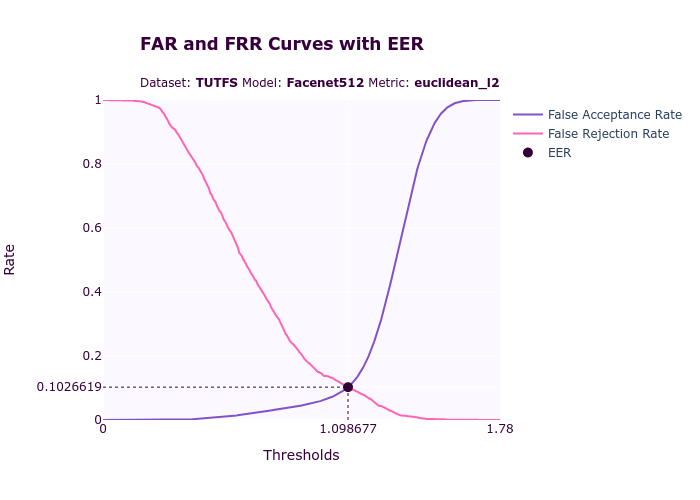 FAR and FRR Curves with EER
Dataset: TUTFS Model: Facenet512 Metric: euclidean_l2
1
0.8
0.6
0.4
0.2
0.1026619
0
Rate
0
1.098677
1.78
Thresholds
False Acceptance Rate
False Rejection Rate
EER